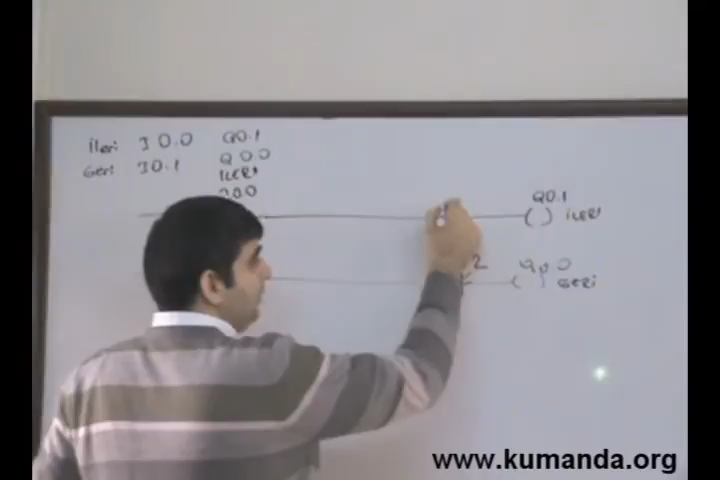 İleri I0.0 Q0.1
Geri I0.1 Q0.0
İLERİ
Q0.1
( ) İLERİ
2 Q0.0
( ) GERİ
www.kumanda.org